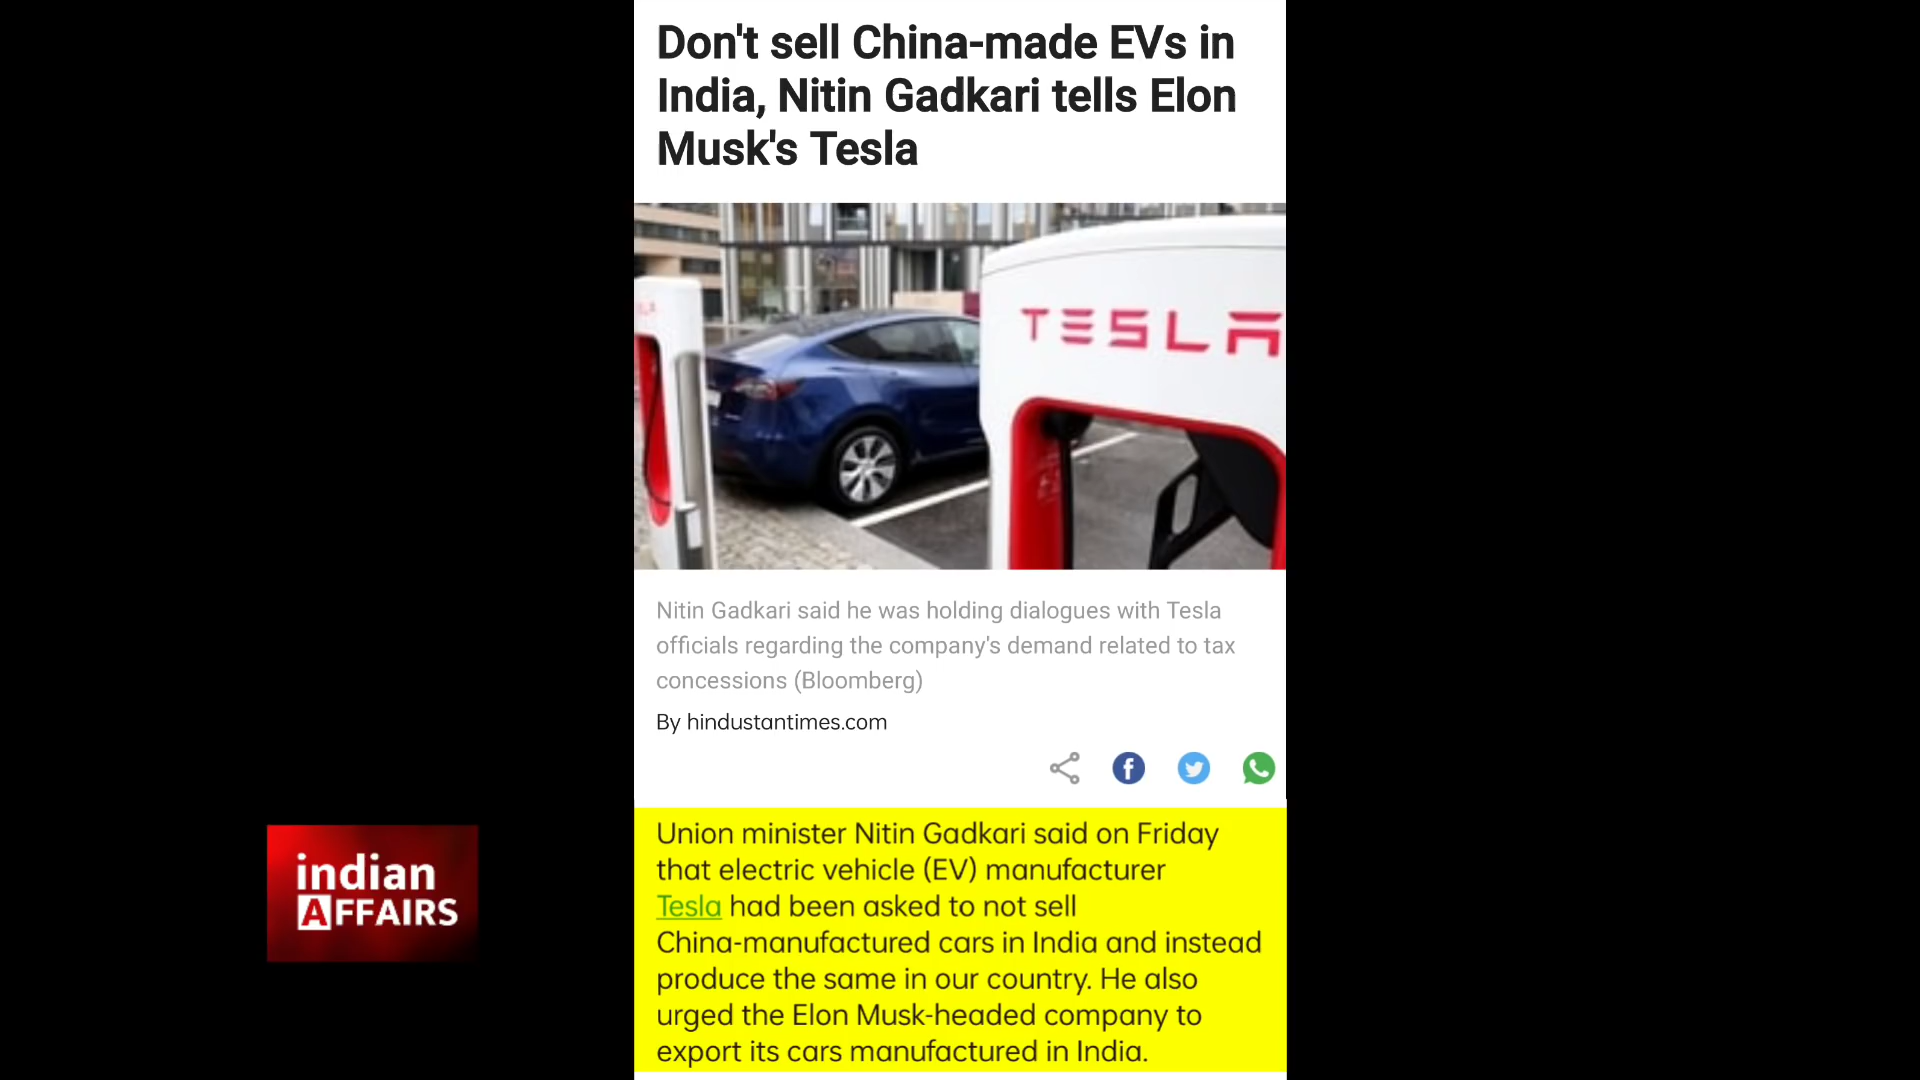 Don't sell China-made EVs in
India, Nitin Gadkari tells Elon
Musk's Tesla
TESLA
Nitin Gadkari said he was holding dialogues with Tesla
officials regarding the company's demand related to tax
concessions (Bloomberg)
By hindustantimes.com
Union minister Nitin Gadkari said on Friday
that electric vehicle (EV) manufacturer
Tesla had been asked to not sell
China-manufactured cars in India and instead
produce the same in our country. He also
urged the Elon Musk-headed company to
export its cars manufactured in India.
indian
AFFAIRS